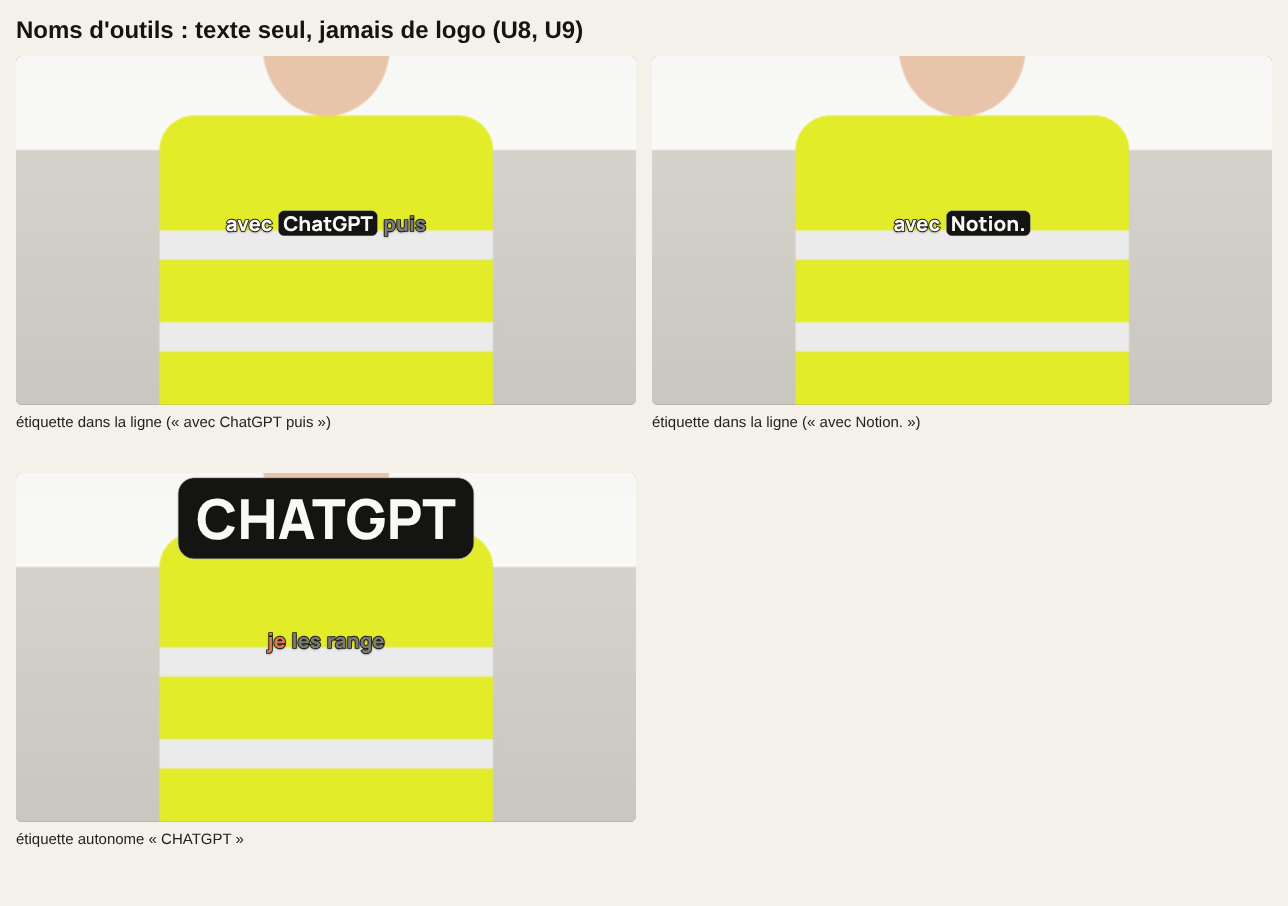 Noms d'outils : texte seul, jamais de logo (U8, U9)
avec ChatGPT puis
étiquette dans la ligne (« avec ChatGPT puis »)
avec Notion.
étiquette dans la ligne (« avec Notion. »)
CHATGPT
je les range
étiquette autonome « CHATGPT »